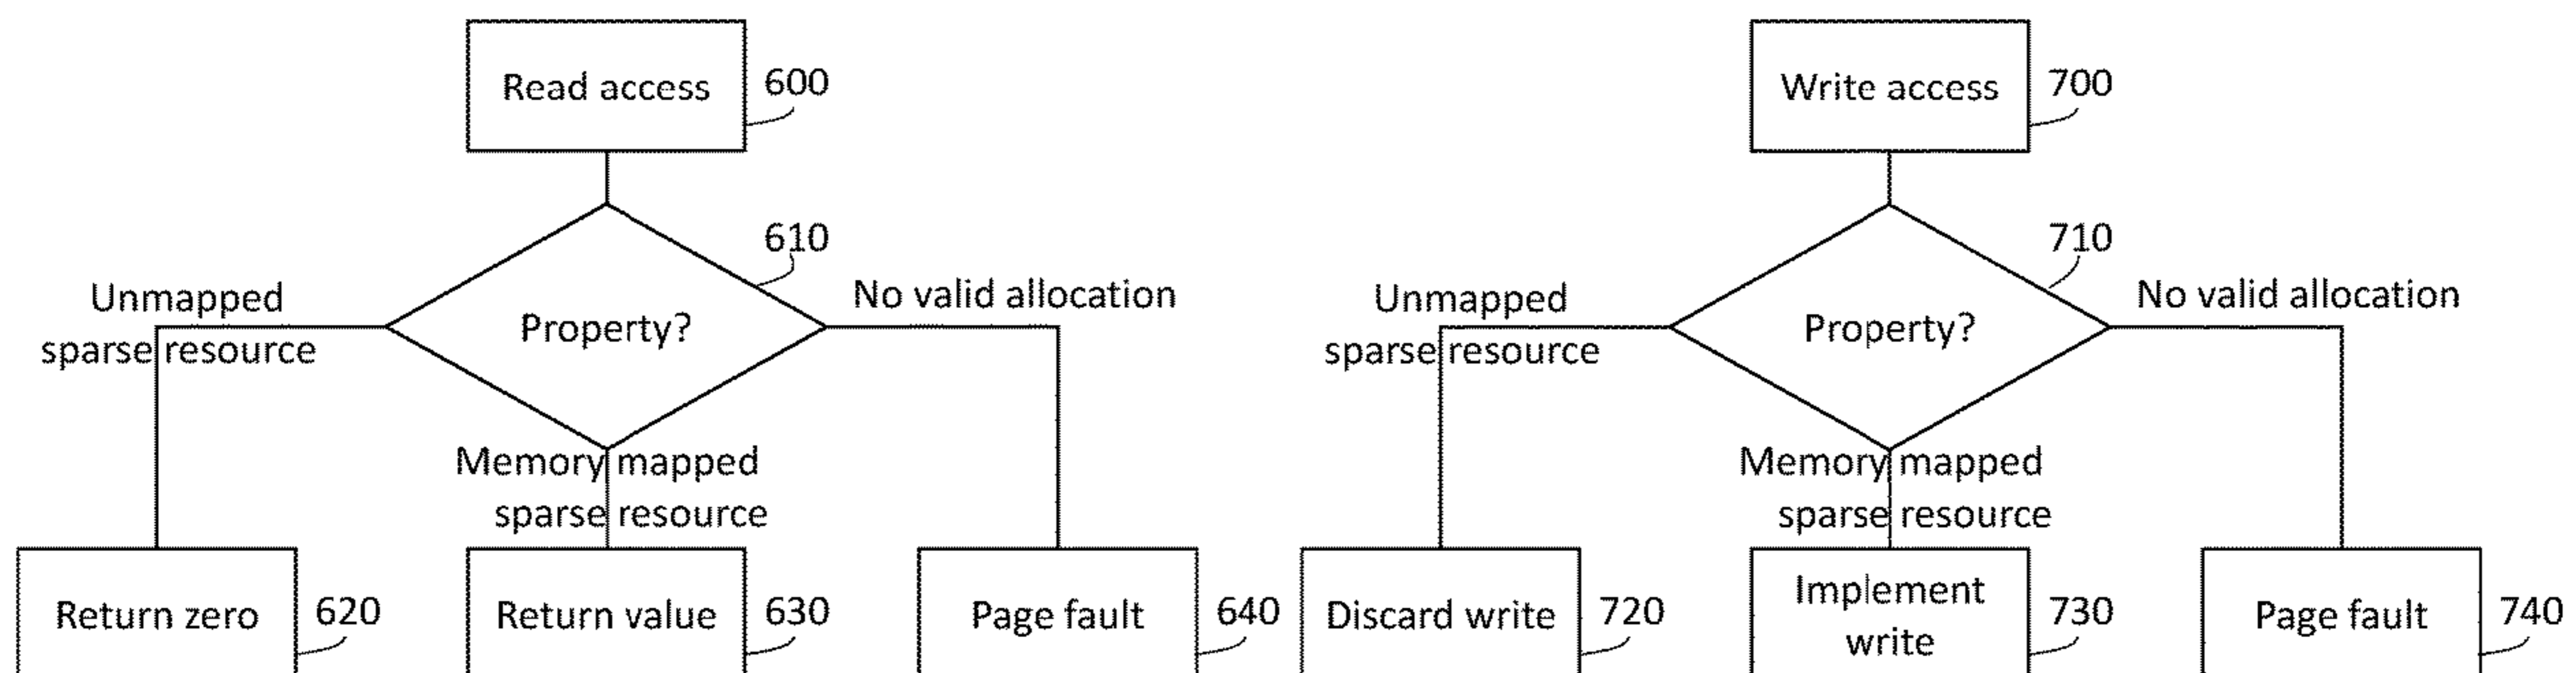 Read access
600
610
Unmapped
sparse resource
Property?
No valid allocation
Memory mapped
sparse resource
Return zero
620
Return value
630
Page fault
640
Write access
700
710
Unmapped
sparse resource
Property?
No valid allocation
Memory mapped
sparse resource
Discard write
720
Implement
write
730
Page fault
740